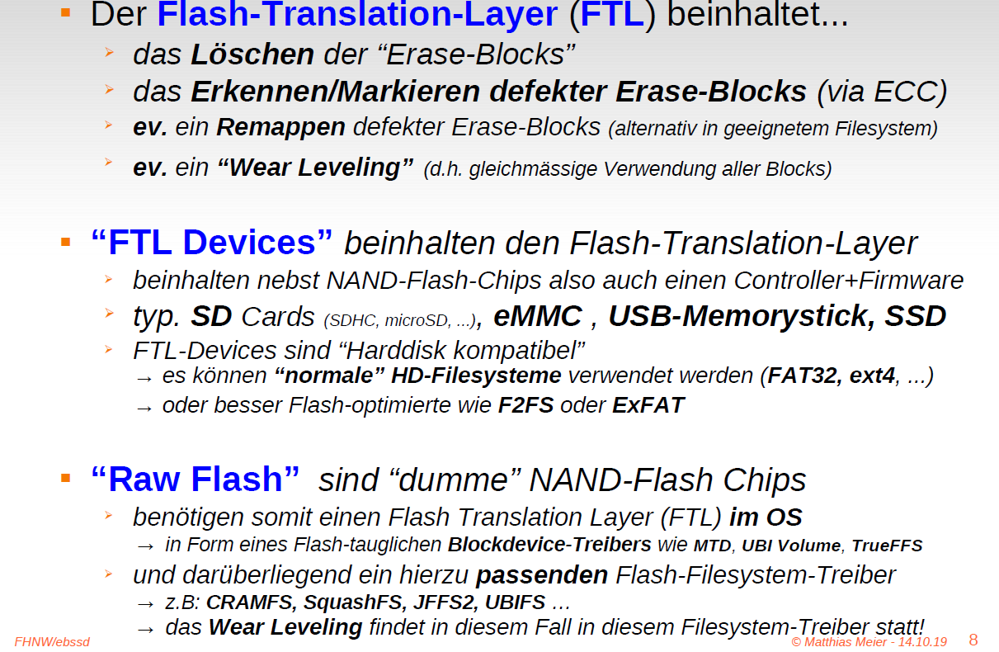 Der Flash-Translation-Layer (FTL) beinhaltet...
das Löschen der “Erase-Blocks”
das Erkennen/Markieren defekter Erase-Blocks (via ECC)
ev. ein Remappen defekter Erase-Blocks (alternativ in geeignetem Filesystem)
ev. ein “Wear Leveling” (d.h. gleichmässige Verwendung aller Blocks)
“FTL Devices” beinhalten den Flash-Translation-Layer
beinhalten nebst NAND-Flash-Chips also auch einen Controller+Firmware
typ. SD Cards (SDHC, microSD, ...), eMMC , USB-Memorystick, SSD
FTL-Devices sind “Harddisk kompatibel”
→ es können “normale” HD-Filesysteme verwendet werden (FAT32, ext4, ...)
→ oder besser Flash-optimierte wie F2FS oder ExFAT
“Raw Flash” sind “dumme” NAND-Flash Chips
benötigen somit einen Flash Translation Layer (FTL) im OS
→ in Form eines Flash-tauglichen Blockdevice-Treibers wie MTD, UBI Volume, TrueFFS
und darüberliegend ein hierzu passenden Flash-Filesystem-Treiber
→ z.B: CRAMFS, SquashFS, JFFS2, UBIFS …
→ das Wear Leveling findet in diesem Fall in diesem Filesystem-Treiber statt!
FHNW/ebssd © Matthias Meier - 14.10.19 8